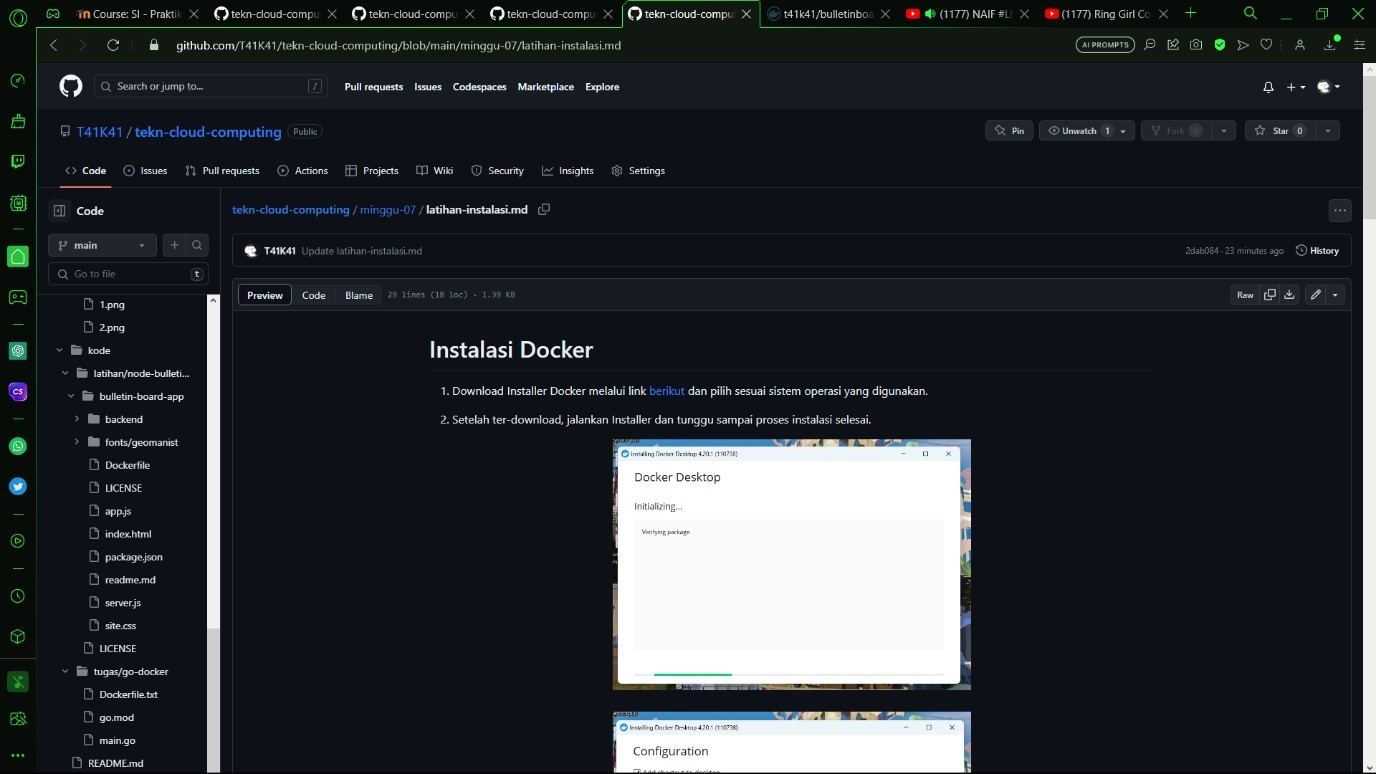 Course: SI - Praktik
tekn-cloud-compu
tekn-cloud-compu
tekn-cloud-compu
tekn-cloud-comput
t41k41/bulletinboa
(1177) NAIF #LI
(1177) Ring Girl Co
github.com/T41K41/tekn-cloud-computing/blob/main/minggu-07/latihan-instalasi.md
AI PROMPTS
Search or jump to...
/
Pull requests
Issues
Codespaces
Marketplace
Explore
T41K41 / tekn-cloud-computing
Public
Pin
Unwatch 1
Fork 0
Star 0
Code
Issues
Pull requests
Actions
Projects
Wiki
Security
Insights
Settings
Code
tekn-cloud-computing / minggu-07 / latihan-instalasi.md
main
T41K41 Update latihan-instalasi.md
2dab084 · 23 minutes ago
History
Go to file
t
Preview
Code
Blame
29 lines (18 loc) · 1.39 KB
Raw
1.png
2.png
kode
latihan/node-bulleti...
bulletin-board-app
backend
fonts/geomanist
Dockerfile
LICENSE
app.js
index.html
package.json
readme.md
server.js
site.css
LICENSE
tugas/go-docker
Dockerfile.txt
go.mod
main.go
README.md
Instalasi Docker
1. Download Installer Docker melalui link berikut dan pilih sesuai sistem operasi yang digunakan.
2. Setelah ter-download, jalankan Installer dan tunggu sampai proses instalasi selesai.
Installing Docker Desktop 4.20.1 (110738)
Docker Desktop
Initializing...
Verifying package
Installing Docker Desktop 4.20.1 (110738)
Configuration
Add shortcut to desktop